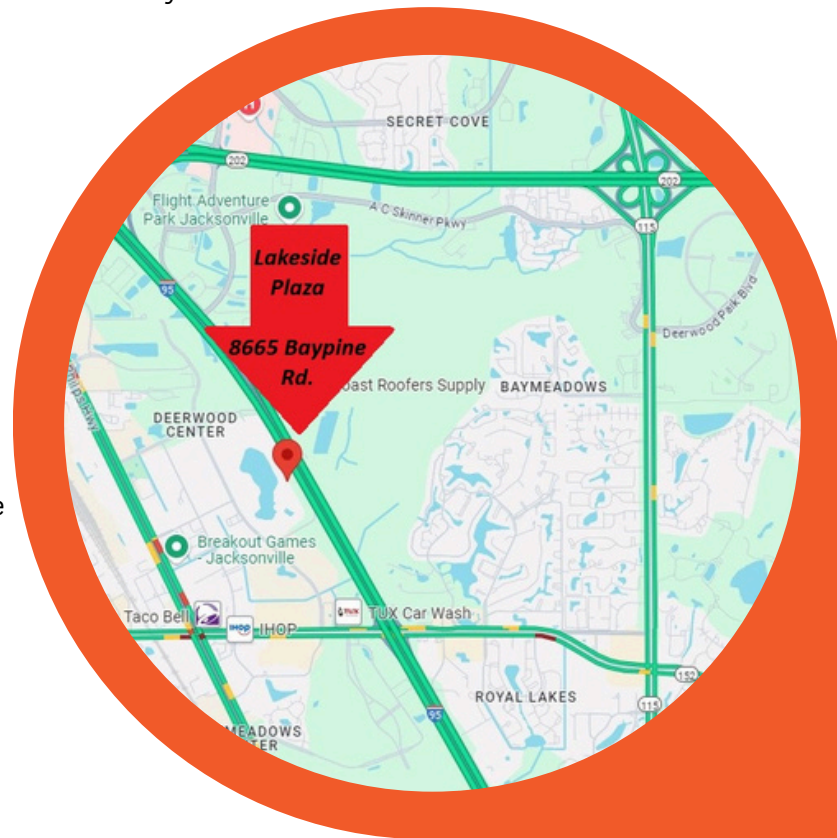 y
SECRET COVE
202
202
Flight Adventure
Park Jacksonville
A C Skinner Pkwy
115
Lakeside
Plaza
95
Deerwood Park Blvd
8665 Baypine
Rd.
oast Roofers Supply
BAYMEADOWS
DEERWOOD
CENTER
e
Breakout Games
- Jacksonville
Taco Bell
IHOP
IHOP
TUX
TUX Car Wash
152
ROYAL LAKES
115
95
MEADOWS
TER